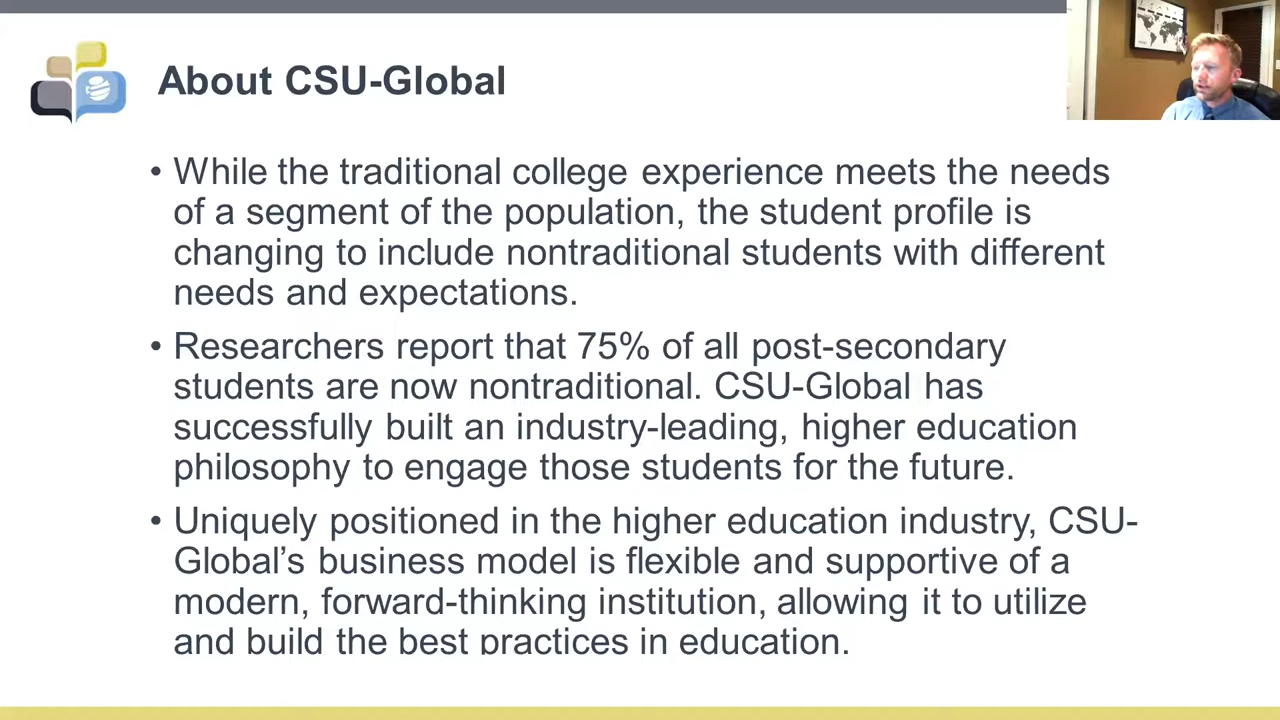 About CSU-Global
• While the traditional college experience meets the needs
of a segment of the population, the student profile is
changing to include nontraditional students with different
needs and expectations.
• Researchers report that 75% of all post-secondary
students are now nontraditional. CSU-Global has
successfully built an industry-leading, higher education
philosophy to engage those students for the future.
• Uniquely positioned in the higher education industry, CSU-
Global’s business model is flexible and supportive of a
modern, forward-thinking institution, allowing it to utilize
and build the best practices in education.